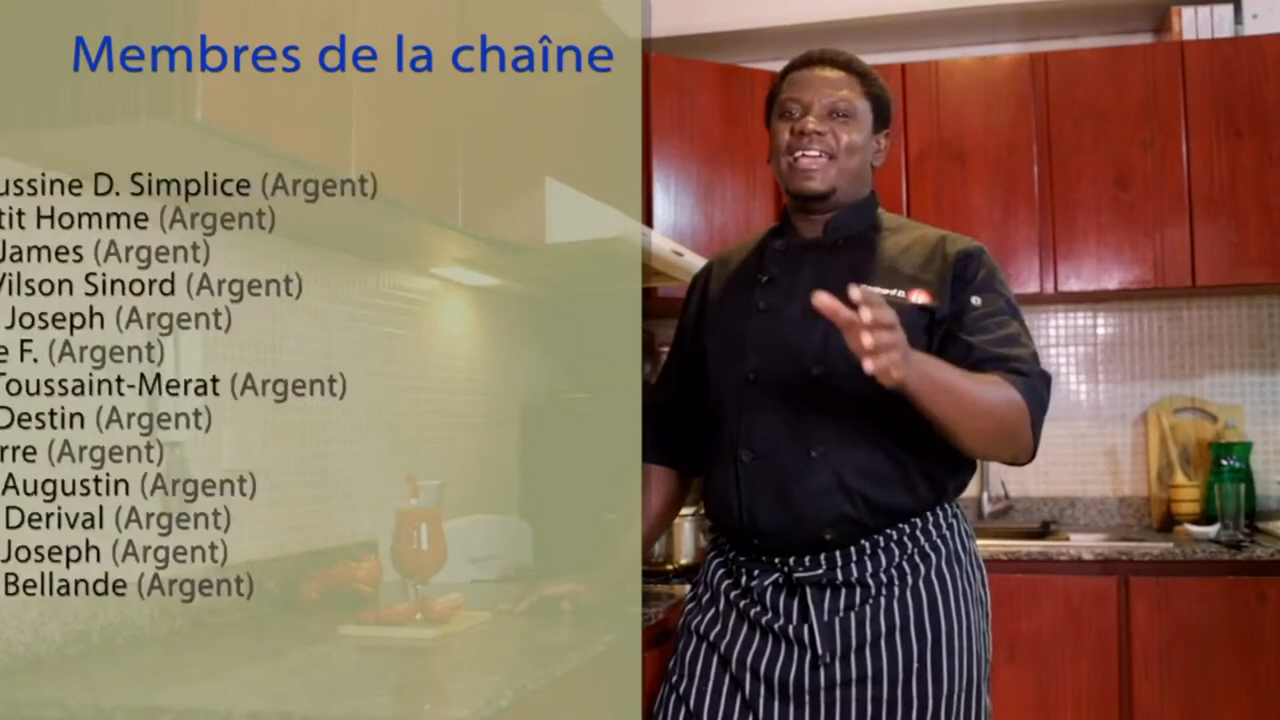 Membres de la chaîne
ussine D. Simplice (Argent)
tit Homme (Argent)
James (Argent)
Vilson Sinord (Argent)
Joseph (Argent)
e F. (Argent)
Toussaint-Merat (Argent)
Destin (Argent)
rre (Argent)
Augustin (Argent)
Derival (Argent)
Joseph (Argent)
Bellande (Argent)